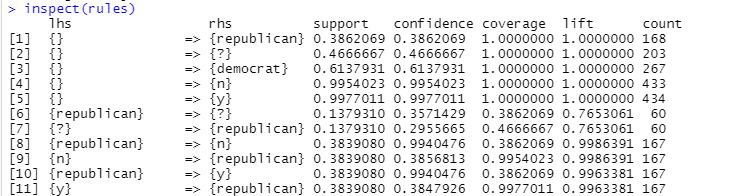 > inspect(rules)
lhs rhs support confidence coverage lift count
[1] {} => {republican} 0.3862069 0.3862069 1.0000000 1.0000000 168
[2] {} => {?} 0.4666667 0.4666667 1.0000000 1.0000000 203
[3] {} => {democrat} 0.6137931 0.6137931 1.0000000 1.0000000 267
[4] {} => {n} 0.9954023 0.9954023 1.0000000 1.0000000 433
[5] {} => {y} 0.9977011 0.9977011 1.0000000 1.0000000 434
[6] {republican} => {?} 0.1379310 0.3571429 0.3862069 0.7653061 60
[7] {?} => {republican} 0.1379310 0.2955665 0.4666667 0.7653061 60
[8] {republican} => {n} 0.3839080 0.9940476 0.3862069 0.9986391 167
[9] {n} => {republican} 0.3839080 0.3856813 0.9954023 0.9986391 167
[10] {republican} => {y} 0.3839080 0.9940476 0.3862069 0.9963381 167
[11] {y} => {republican} 0.3839080 0.3847926 0.9977011 0.9963381 167